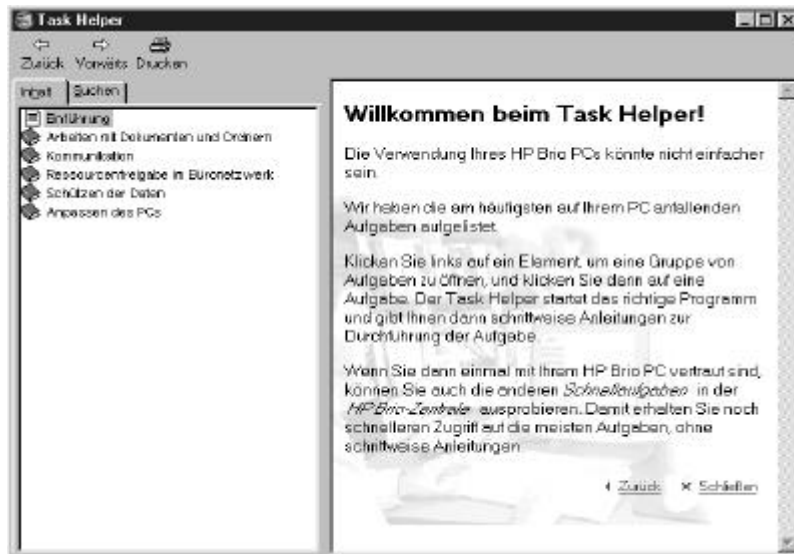 Task Helper
Zurück Vorwärts Drucken
Inhalt Suchen
Einführung
Arbeiten mit Dokumenten und Ordnern
Kommunikation
Ressourcenfreigabe im Büronetzwerk
Schützen der Daten
Anpassen des PCs
Willkommen beim Task Helper!
Die Verwendung Ihres HP Brio PCs könnte nicht einfacher
sein.
Wir haben die am häufigsten auf Ihrem PC anfallenden
Aufgaben aufgelistet.
Klicken Sie links auf ein Element, um eine Gruppe von
Aufgaben zu öffnen, und klicken Sie dann auf eine
Aufgabe. Der Task Helper startet das richtige Programm
und gibt Ihnen dann schrittweise Anleitungen zur
Durchführung der Aufgabe.
Wenn Sie dann einmal mit Ihrem HP Brio PC vertraut sind,
können Sie auch die anderen Schnellaufgaben in der
HP Brio-Zentrale ausprobieren. Damit erhalten Sie noch
schnelleren Zugriff auf die meisten Aufgaben, ohne
schrittweise Anleitungen.
Zurück Schließen